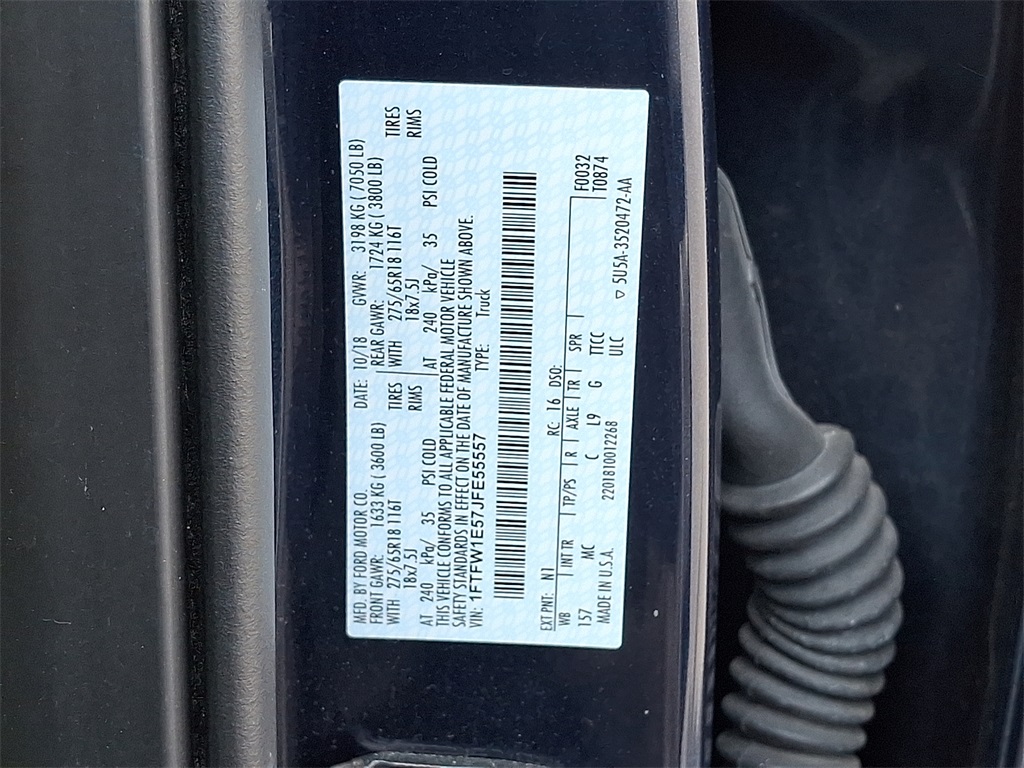 MFD. BY FORD MOTOR CO. DATE: 10/18 GVWR: 3198 KG ( 7050 LB)
FRONT GAWR: 1633 KG (3600 LB) REAR GAWR: 1724 KG ( 3800 LB)
WITH 275/65R18 116T TIRES WITH 275/65R18 116T TIRES
18x7.5J RIMS 18x7.5J RIMS
AT 240 kPa/ 35 PSI COLD AT 240 kPa/ 35 PSI COLD
THIS VEHICLE CONFORMS TO ALL APPLICABLE FEDERAL MOTOR VEHICLE
SAFETY STANDARDS IN EFFECT ON THE DATE OF MANUFACTURE SHOWN ABOVE.
VIN: 1FTFW1E57JFE55557 TYPE: Truck
EXT PNT: N1 RC: 16 DSO: F0032
WB INT TR TP/PS R AXLE TR SPR T0874
157 MC C L9 G TTCC
MADE IN U.S.A. 2201810012268 ULC ▽ 5U5A-3520472-AA